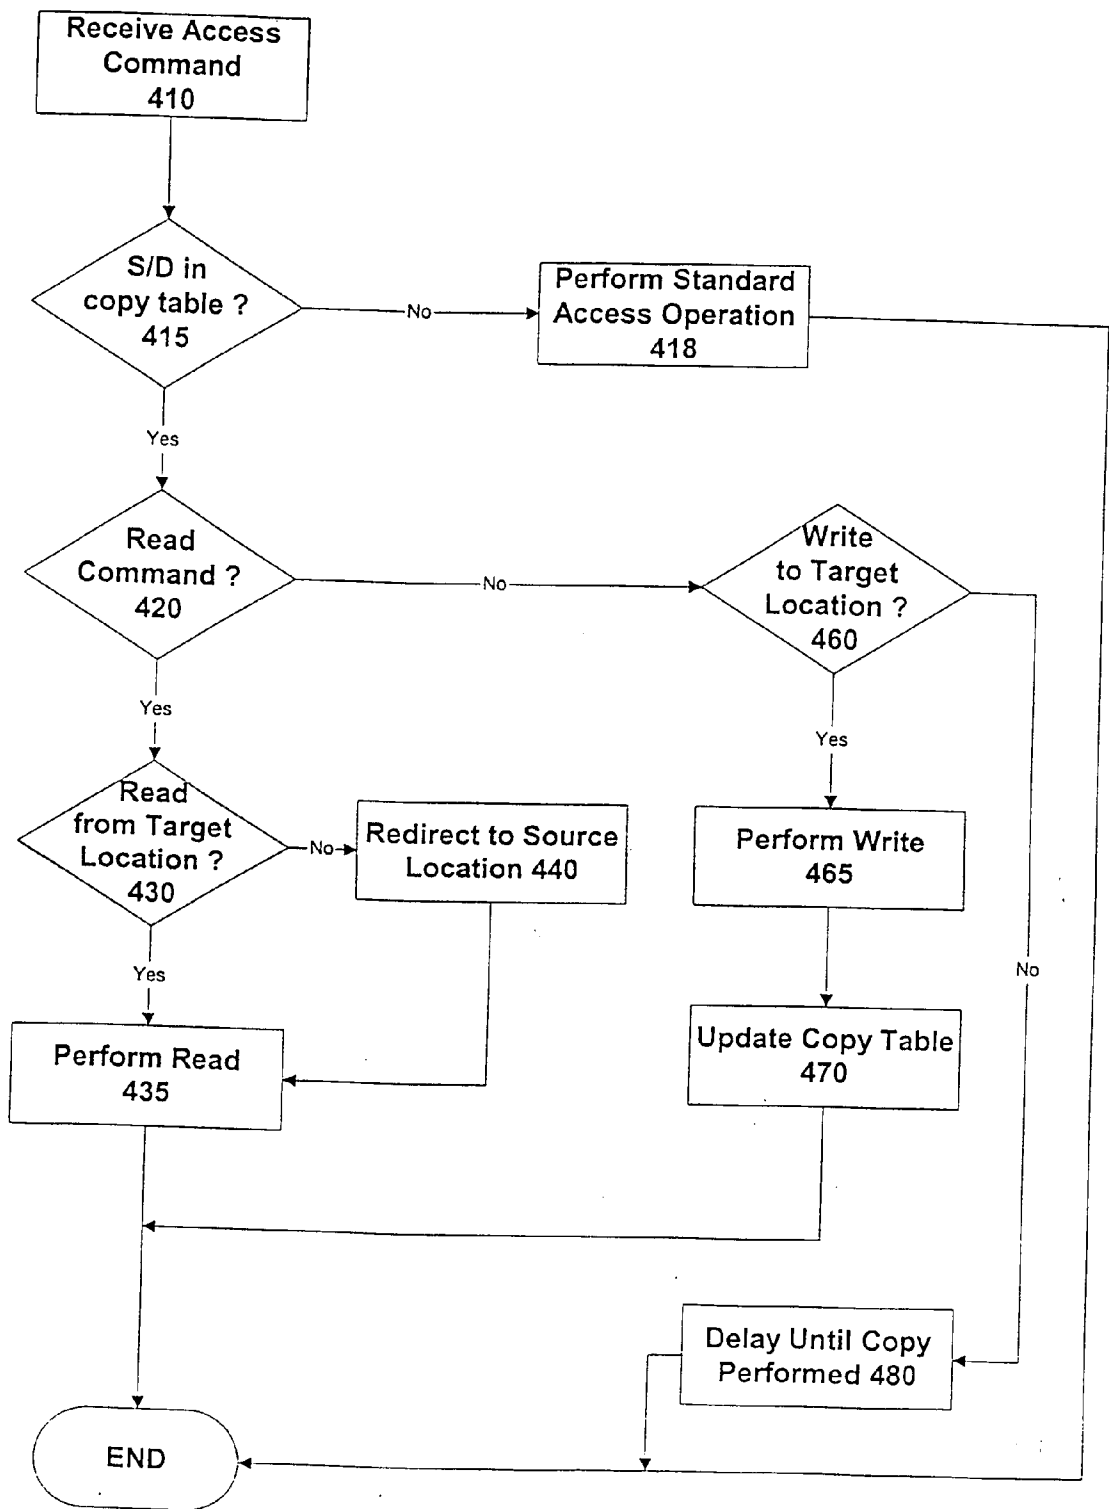 Receive Access
Command
410
S/D in
copy table ?
415
No
Perform Standard
Access Operation
418
Yes
Read
Command ?
420
No
Write
to Target
Location ?
460
Yes
Yes
Read
from Target
Location ?
430
No
Redirect to Source
Location 440
Perform Write
465
No
Yes
Perform Read
435
Update Copy Table
470
Delay Until Copy
Performed 480
END